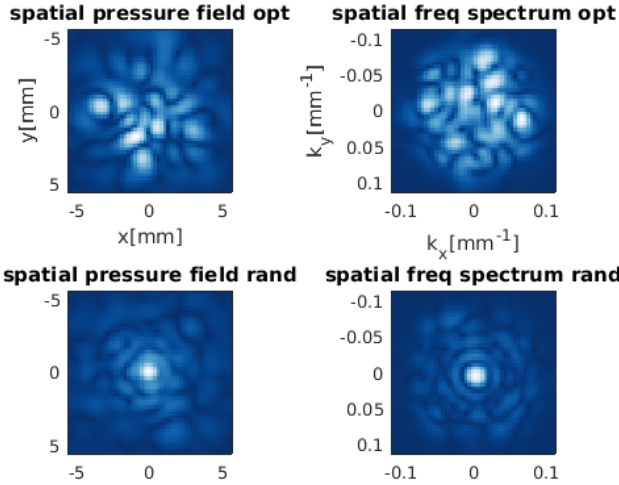 spatial pressure field opt
-5
0
5
y[mm]
-5 0 5
x[mm]
spatial freq spectrum opt
-0.1
-0.05
0
0.05
0.1
k_y[mm^-1]
-0.1 0 0.1
k_x[mm^-1]
spatial pressure field rand
-5
0
5
-5 0 5
spatial freq spectrum rand
-0.1
-0.05
0
0.05
0.1
-0.1 0 0.1